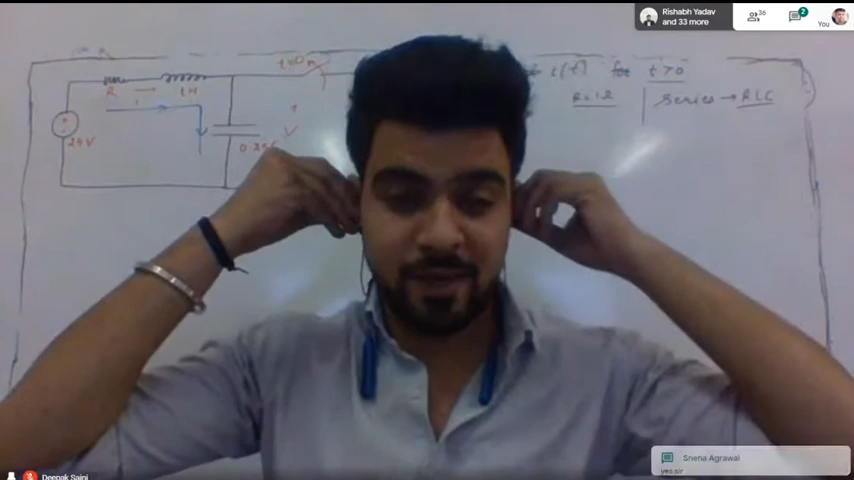 Rishabh Yadav
and 33 more
36
2
You
t=0
i(t) for t>0
R
1H
i
R=1Ω
series → RLC
24V
V
0.25F
Snena Agrawal
yes sir
Deepak Saini